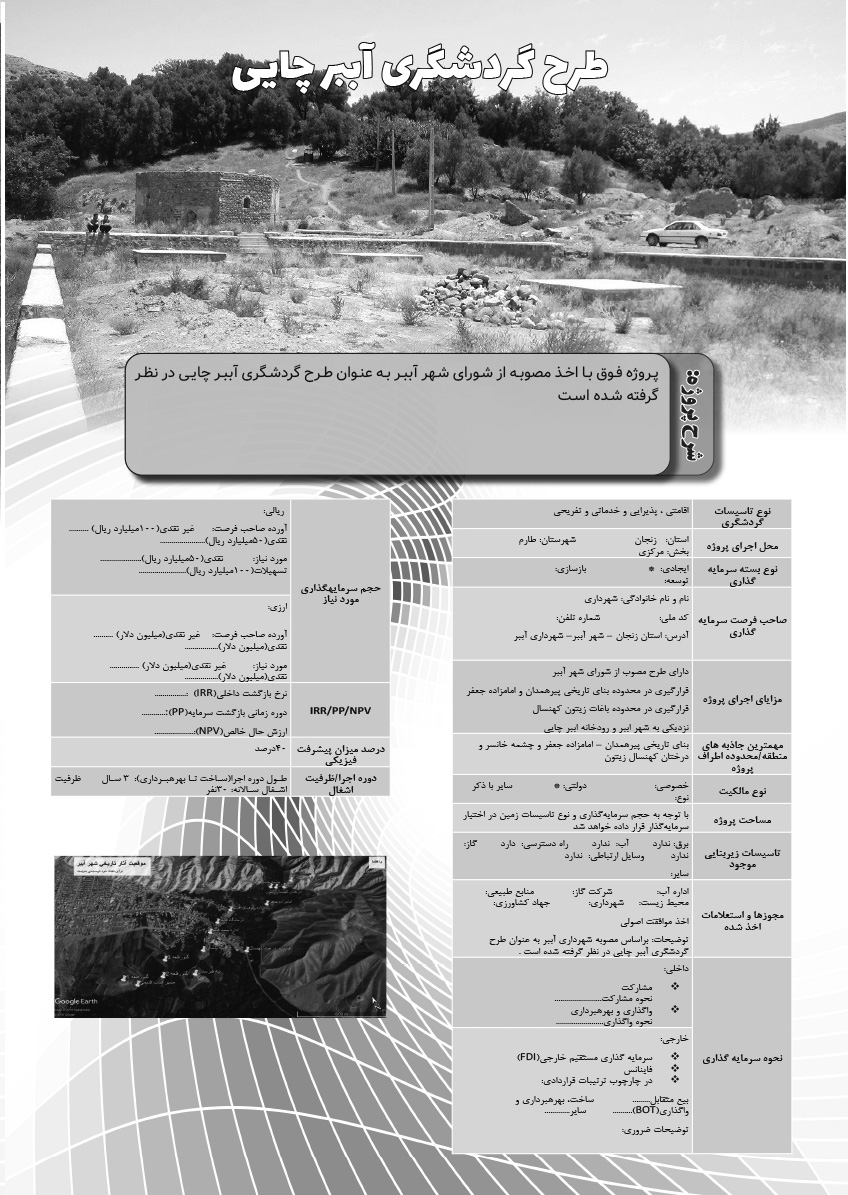 طرح گردشگری آببر چایی
شرح پروژه:
پروژه فوق با اخذ مصوبه از شورای شهر آببر به عنوان طرح گردشگری آببر چایی در نظر
گرفته شده است
نوع تاسیسات
گردشگری
اقامتی ، پذیرایی و خدماتی و تفریحی
محل اجرای پروژه
استان: زنجان شهرستان: طارم
بخش: مرکزی
نوع بسته سرمایه
گذاری
ایجادی: * بازسازی:
توسعه:
صاحب فرصت سرمایه
گذاری
نام و نام خانوادگی: شهرداری
کد ملی: شماره تلفن:
آدرس: استان زنجان – شهر آببر– شهرداری آببر
مزایای اجرای پروژه
دارای طرح مصوب از شورای شهر آببر
قرارگیری در محدوده بنای تاریخی پیرهمدان و امامزاده جعفر
قرارگیری در محدوده باغات زیتون کهنسال
نزدیکی به شهر اببر و رودخانه اببر چایی
مهمترین جاذبه های
منطقه/محدوده اطراف
پروژه
بنای تاریخی پیرهمدان – امامزاده جعفر و چشمه خانسر و
درختان کهنسال زیتون
نوع مالکیت
خصوصی: دولتی: * سایر با ذکر
نوع:
مساحت پروژه
با توجه به حجم سرمایه‌گذاری و نوع تاسیسات زمین در اختیار
سرمایه‌گذار قرار داده خواهد شد
تاسیسات زیربنایی
موجود
برق: ندارد آب: ندارد راه دسترسی: دارد گاز:
ندارد وسایل ارتباطی: ندارد
سایر:
مجوزها و استعلامات
اخذ شده
اداره آب: شرکت گاز: منابع طبیعی:
محیط زیست: شهرداری: جهاد کشاورزی:
اخذ موافقت اصولی
توضیحات: براساس مصوبه شهرداری آببر به عنوان طرح
گردشگری آببر چایی در نظر گرفته شده است .
نحوه سرمایه گذاری
داخلی:
❖ مشارکت
نحوه مشارکت........................
❖ واگذاری و بهرهبرداری
نحوه واگذاری........................
خارجی:
❖ سرمایه گذاری مستقیم خارجی(FDI)
❖ فاینانس
❖ در چارچوب ترتیبات قراردادی:
بیع متقابل......... ساخت، بهرهبرداری و
واگذاری(BOT).......... سایر.............
توضیحات ضروری:
حجم سرمایهگذاری
مورد نیاز
ریالی:
آورده صاحب فرصت: غیر نقدی(۱۰۰میلیارد ریال) ..........
نقدی(۵۰میلیارد ریال).......................
مورد نیاز: نقدی(۵۰میلیارد ریال).....................
تسهیلات(۱۰۰میلیارد ریال)........................
ارزی:
آورده صاحب فرصت: غیر نقدی(میلیون دلار) ..........
نقدی(میلیون دلار).................
مورد نیاز: غیر نقدی(میلیون دلار) ...............
نقدی(میلیون دلار).................
IRR/PP/NPV
نرخ بازگشت داخلی(IRR) :................
دوره زمانی بازگشت سرمایه(PP):............
ارزش حال خالص(NPV):....................
درصد میزان پیشرفت
فیزیکی
۴۰درصد
دوره اجرا/ظرفیت
اشغال
طول دوره اجرا(ساخت تا بهرهبرداری): ۳ سال ظرفیت
اشغال سالانه: ۳۰نفر
موقعیت آثار تاریخی شهر آببر
راهنما
Google Earth